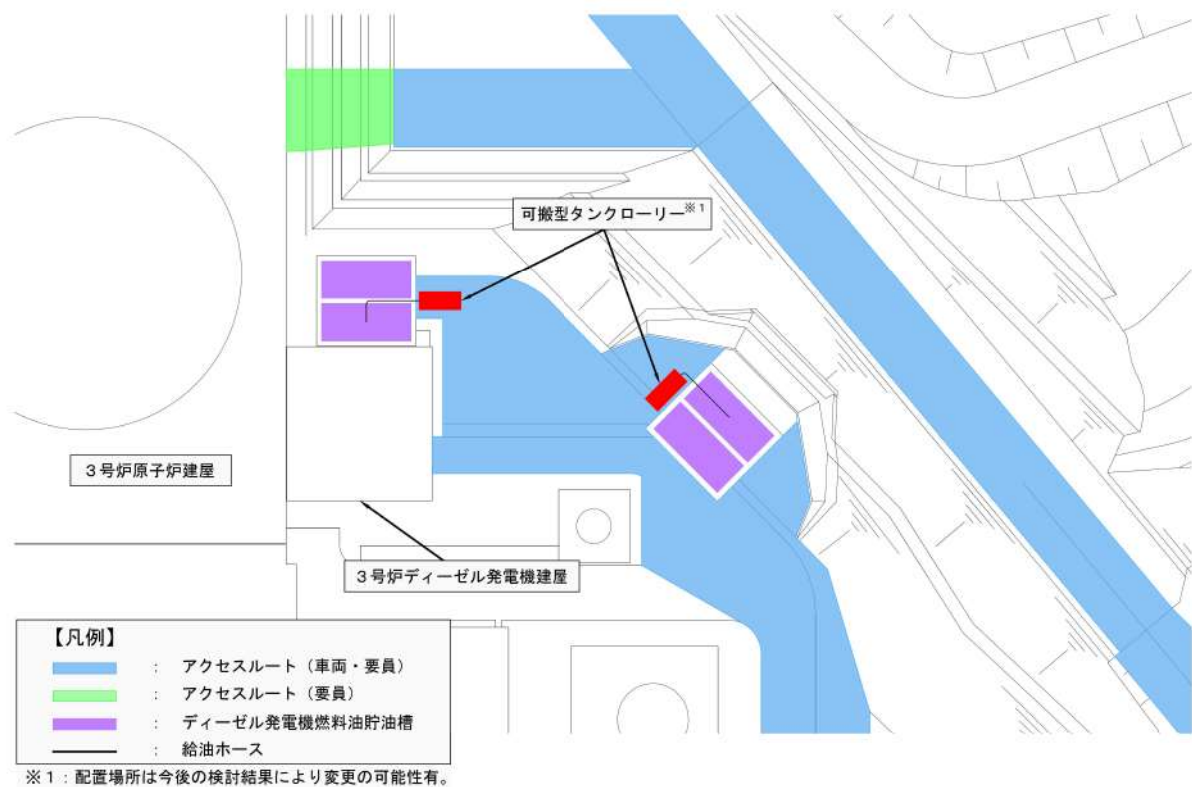 可搬型タンクローリー※1
3号炉原子炉建屋
3号炉ディーゼル発電機建屋
【凡例】
: アクセスルート（車両・要員）
: アクセスルート（要員）
: ディーゼル発電機燃料油貯油槽
: 給油ホース
※1：配置場所は今後の検討結果により変更の可能性有。